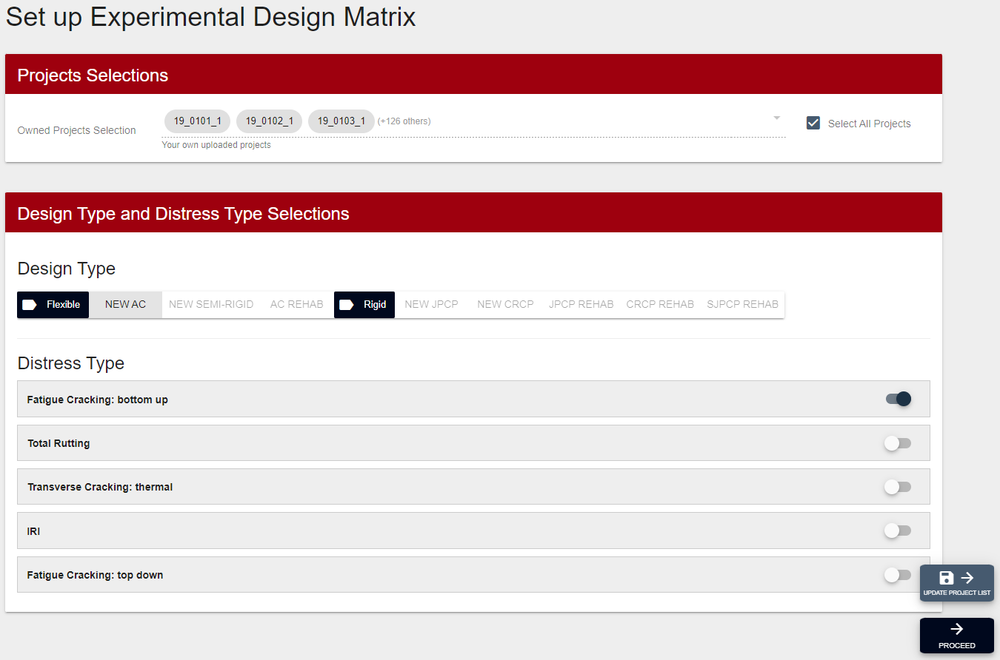 Set up Experimental Design Matrix
Projects Selections
Owned Projects Selection
19_0101_1 19_0102_1 19_0103_1 (+126 others)
Your own uploaded projects
Select All Projects
Design Type and Distress Type Selections
Design Type
Flexible NEW AC NEW SEMI-RIGID AC REHAB Rigid NEW JPCP NEW CRCP JPCP REHAB CRCP REHAB SJPCP REHAB
Distress Type
Fatigue Cracking: bottom up
Total Rutting
Transverse Cracking: thermal
IRI
Fatigue Cracking: top down
UPDATE PROJECT LIST
PROCEED